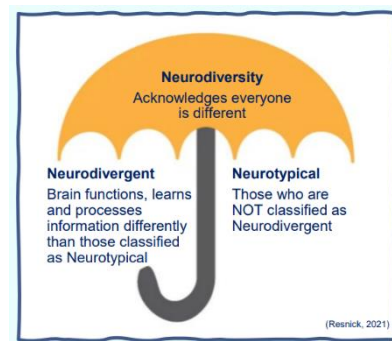 Neurodiversity
Acknowledges everyone
is different
Neurodivergent
Brain functions, learns
and processes
information differently
than those classified
as Neurotypical
Neurotypical
Those who are
NOT classified as
Neurodivergent
(Resnick, 2021)